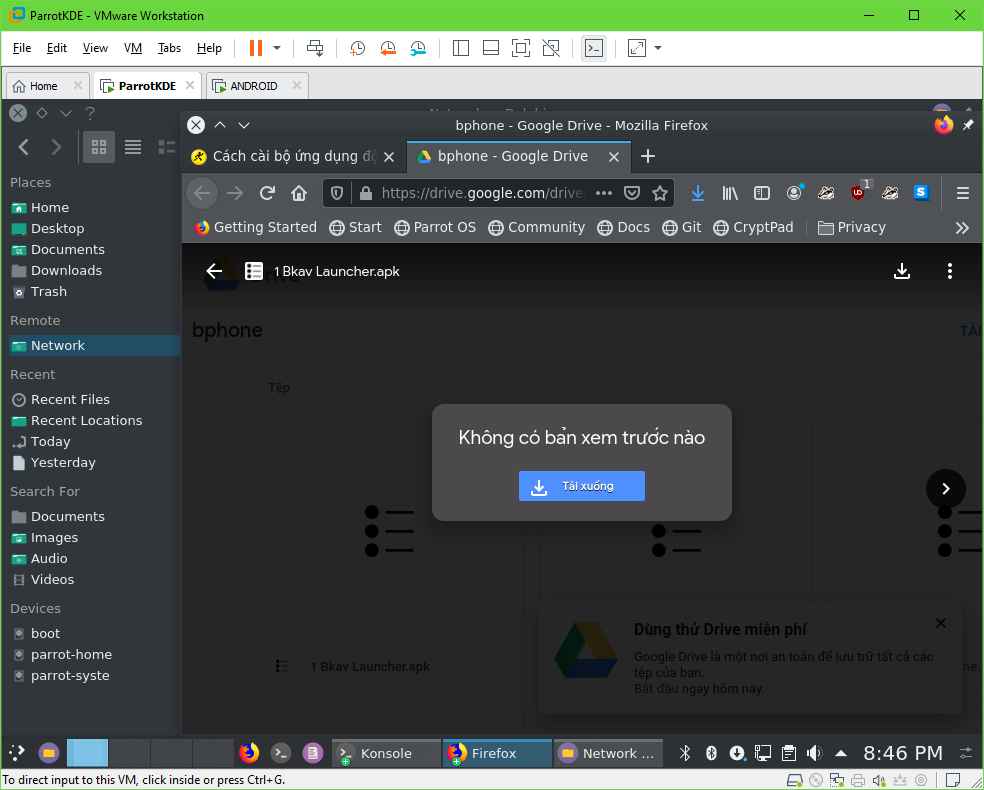 ParrotKDE - VMware Workstation
File Edit View VM Tabs Help
Home ParrotKDE ANDROID
bphone - Google Drive - Mozilla Firefox
Cách cài bộ ứng dụng bphone - Google Drive
https://drive.google.com/drive
1
Getting Started Start Parrot OS Community Docs Git CryptPad Privacy
Places
Home
Desktop
Documents
Downloads
Trash
Remote
Network
Recent
Recent Files
Recent Locations
Today
Yesterday
Search For
Documents
Images
Audio
Videos
Devices
boot
parrot-home
parrot-syste
1 Bkav Launcher.apk
bphone
TẢI
Tệp
Không có bản xem trước nào
Tải xuống
1 Bkav Launcher.apk
Dùng thử Drive miễn phí
Google Drive là một nơi an toàn để lưu trữ tất cả các
tệp của bạn.
Bắt đầu ngay hôm nay.
Konsole Firefox Network ... 8:46 PM
To direct input to this VM, click inside or press Ctrl+G.